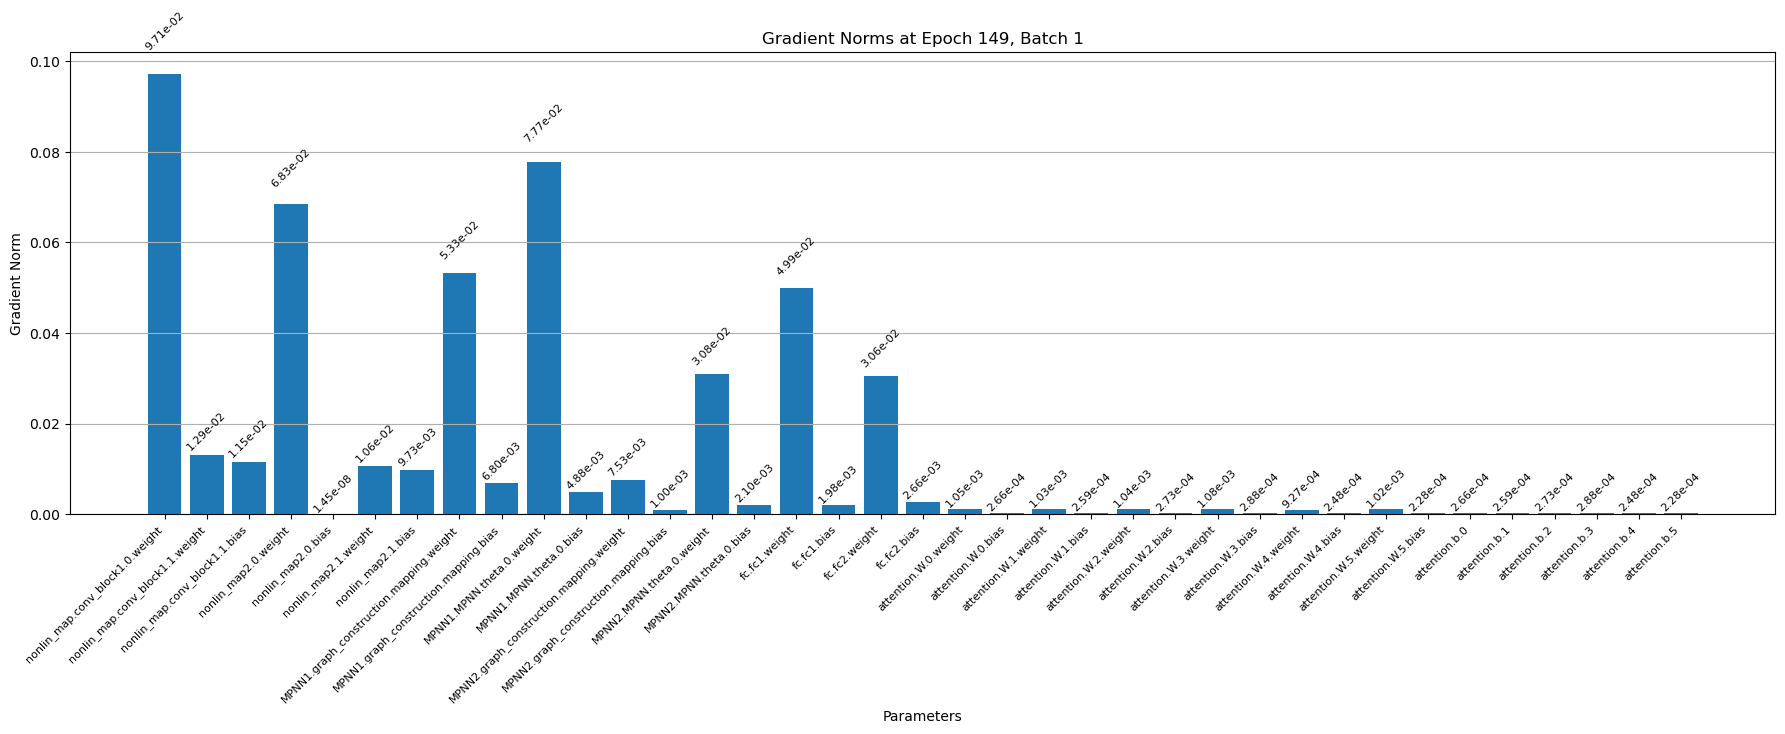 Gradient Norms at Epoch 149, Batch 1
Gradient Norm
0.10
0.08
0.06
0.04
0.02
0.00
9.71e-02
1.29e-02
1.15e-02
6.83e-02
1.45e-08
1.06e-02
9.73e-03
5.33e-02
6.80e-03
7.77e-02
4.88e-03
7.53e-03
1.00e-03
3.08e-02
2.10e-03
4.99e-02
1.98e-03
3.06e-02
2.66e-03
1.05e-03
2.66e-04
1.03e-03
2.59e-04
1.04e-03
2.73e-04
1.08e-03
2.88e-04
9.27e-04
2.48e-04
1.02e-03
2.28e-04
2.66e-04
2.59e-04
2.73e-04
2.88e-04
2.48e-04
2.28e-04
nonlin_map.conv_block1.0.weight
nonlin_map.conv_block1.1.weight
nonlin_map.conv_block1.1.bias
nonlin_map2.0.weight
nonlin_map2.0.bias
nonlin_map2.1.weight
nonlin_map2.1.bias
MPNN1.graph_construction.mapping.weight
MPNN1.graph_construction.mapping.bias
MPNN1.MPNN.theta.0.weight
MPNN1.MPNN.theta.0.bias
MPNN2.graph_construction.mapping.weight
MPNN2.graph_construction.mapping.bias
MPNN2.MPNN.theta.0.weight
MPNN2.MPNN.theta.0.bias
fc.fc1.weight
fc.fc1.bias
fc.fc2.weight
fc.fc2.bias
attention.W.0.weight
attention.W.0.bias
attention.W.1.weight
attention.W.1.bias
attention.W.2.weight
attention.W.2.bias
attention.W.3.weight
attention.W.3.bias
attention.W.4.weight
attention.W.4.bias
attention.W.5.weight
attention.W.5.bias
attention.b.0
attention.b.1
attention.b.2
attention.b.3
attention.b.4
attention.b.5
Parameters